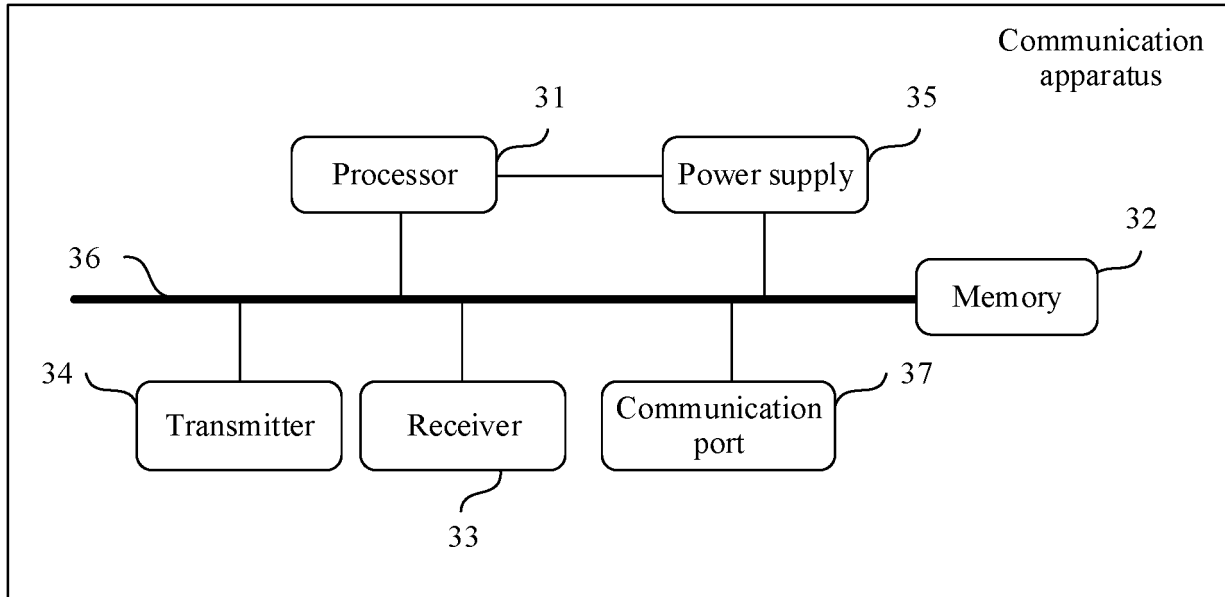 Communication
apparatus
31
35
Processor
Power supply
32
36
Memory
34
37
Transmitter
Receiver
Communication
port
33